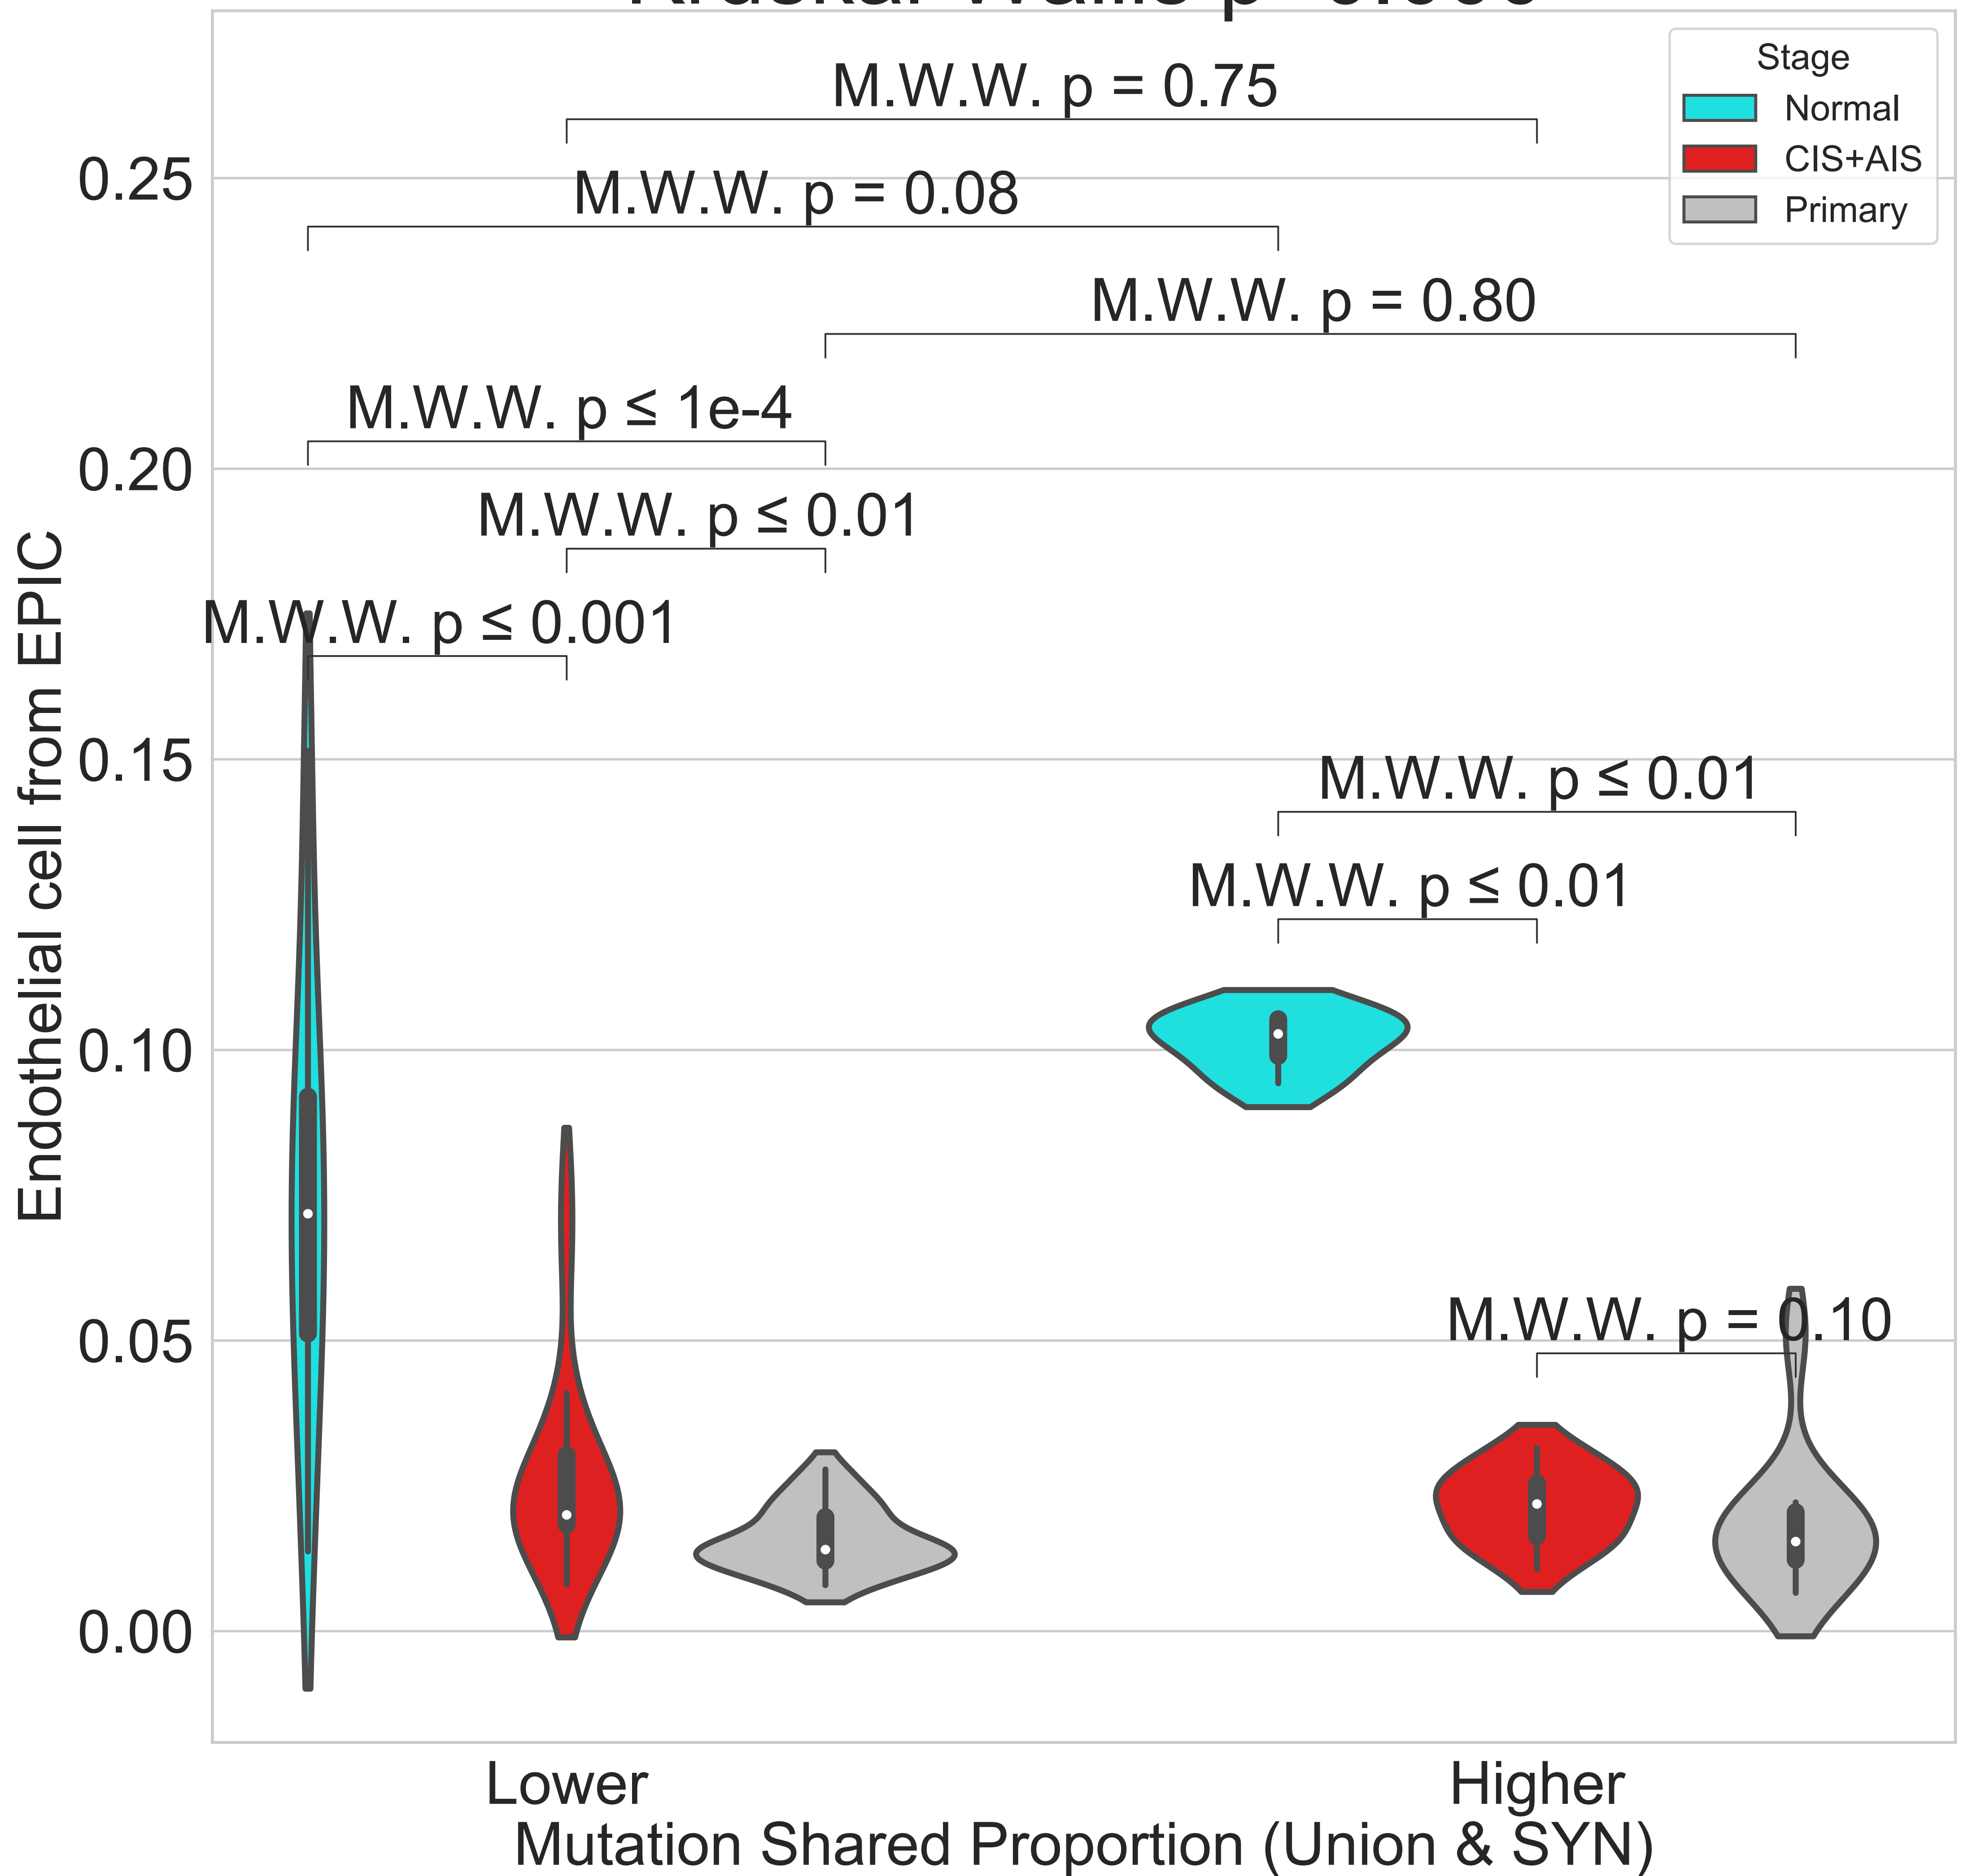 Stage
Normal
CIS+AIS
Primary
M.W.W. p = 0.75
M.W.W. p = 0.08
M.W.W. p = 0.80
M.W.W. p ≤ 1e-4
M.W.W. p ≤ 0.01
M.W.W. p ≤ 0.001
M.W.W. p ≤ 0.01
M.W.W. p ≤ 0.01
M.W.W. p = 0.10
0.25
0.20
0.15
0.10
0.05
0.00
Endothelial cell from EPIC
Lower
Higher
Mutation Shared Proportion (Union & SYN)